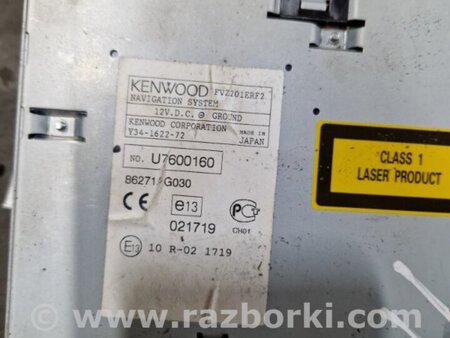 KENWOOD FVZ201ERF2
NAVIGATION SYSTEM
12V.D.C. ⊖ GROUND
KENWOOD CORPORATION
Y34-1622-72
MADE IN
JAPAN
NO. U7600160
86271-G030
CE e13 PC
021719 CH01
E13 10 R-02 1719
CLASS 1
LASER PRODUCT
www.razborki.com